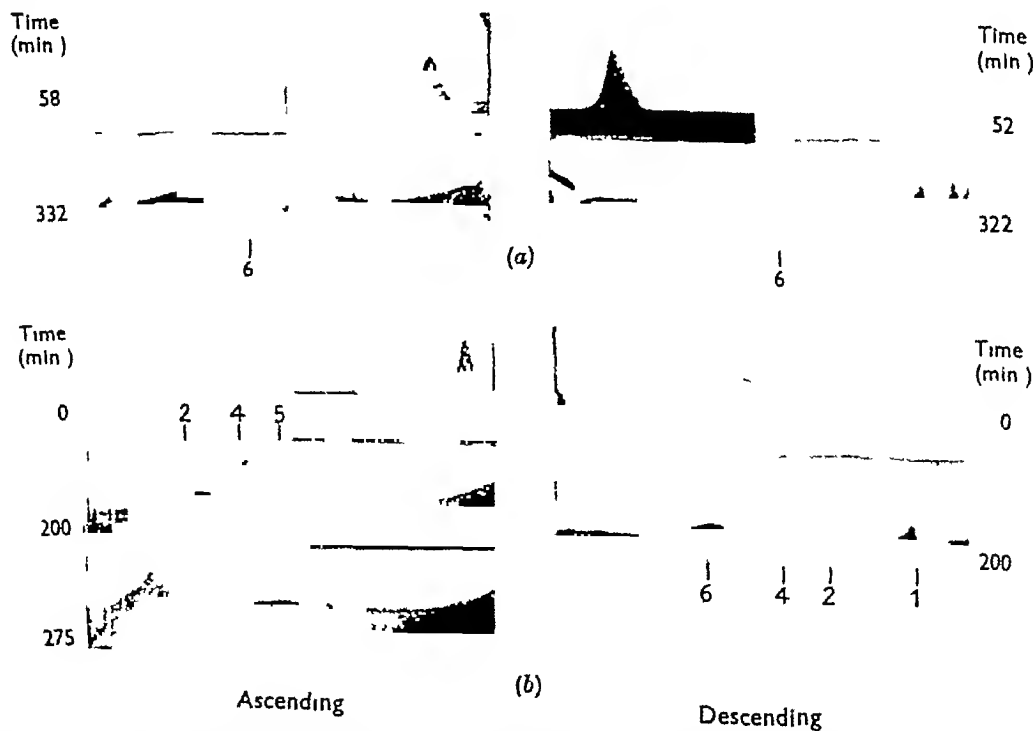 Time
(min )
58
332
6
(a)
Time
(min )
52
322
6
Time
(min )
0
2 4 5
200
275
Ascending
(b)
Time
(min )
0
200
6 4 2 1
Descending